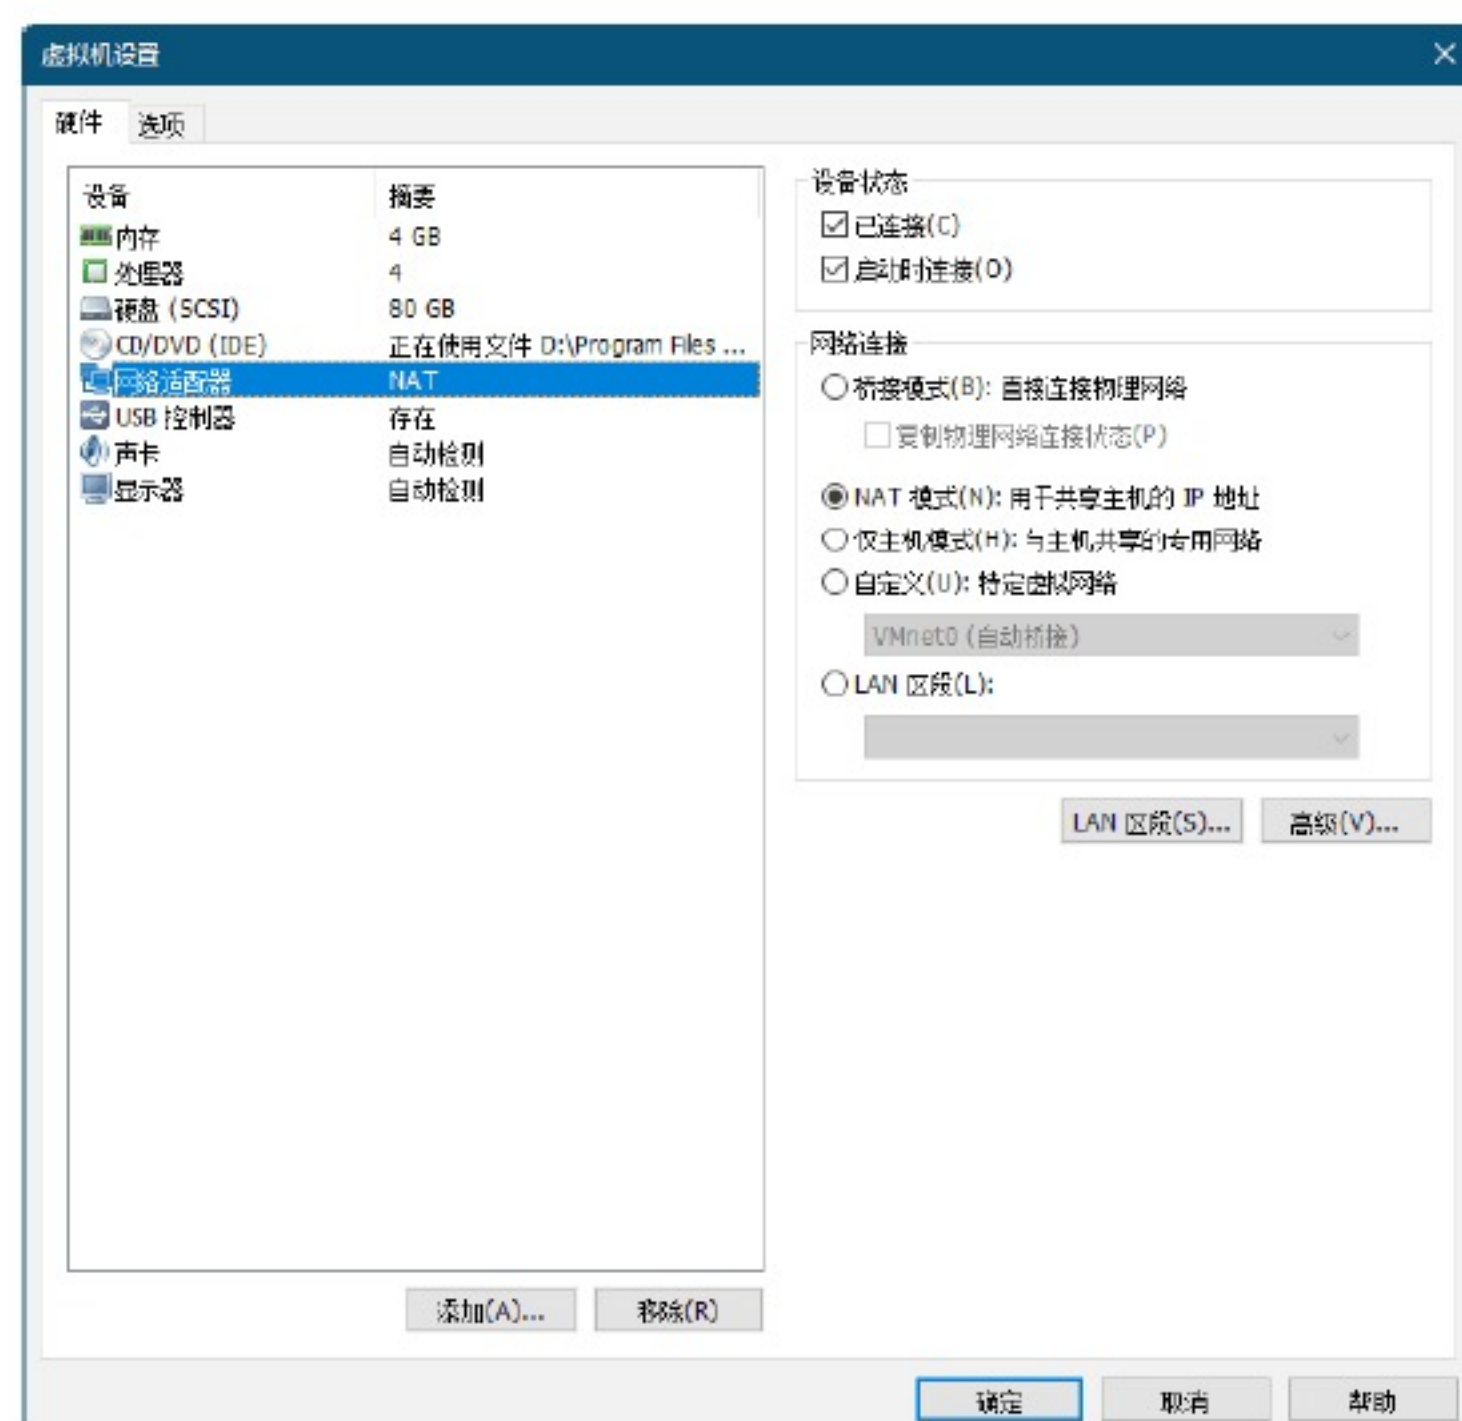 虚拟机设置
硬件 选项
设备 摘要
内存 4 GB
处理器 4
硬盘 (SCSI) 80 GB
CD/DVD (IDE) 正在使用文件 D:\Program Files ...
网络适配器 NAT
USB 控制器 存在
声卡 自动检测
显示器 自动检测
添加(A)... 移除(R)
设备状态
已连接(C)
启动时连接(O)
网络连接
桥接模式(B): 直接连接物理网络
复制物理网络连接状态(P)
NAT 模式(N): 用于共享主机的 IP 地址
仅主机模式(H): 与主机共享的专用网络
自定义(U): 特定虚拟网络
VMnet0 (自动桥接)
LAN 区段(L):
LAN 区段(S)... 高级(V)...
确定 取消 帮助